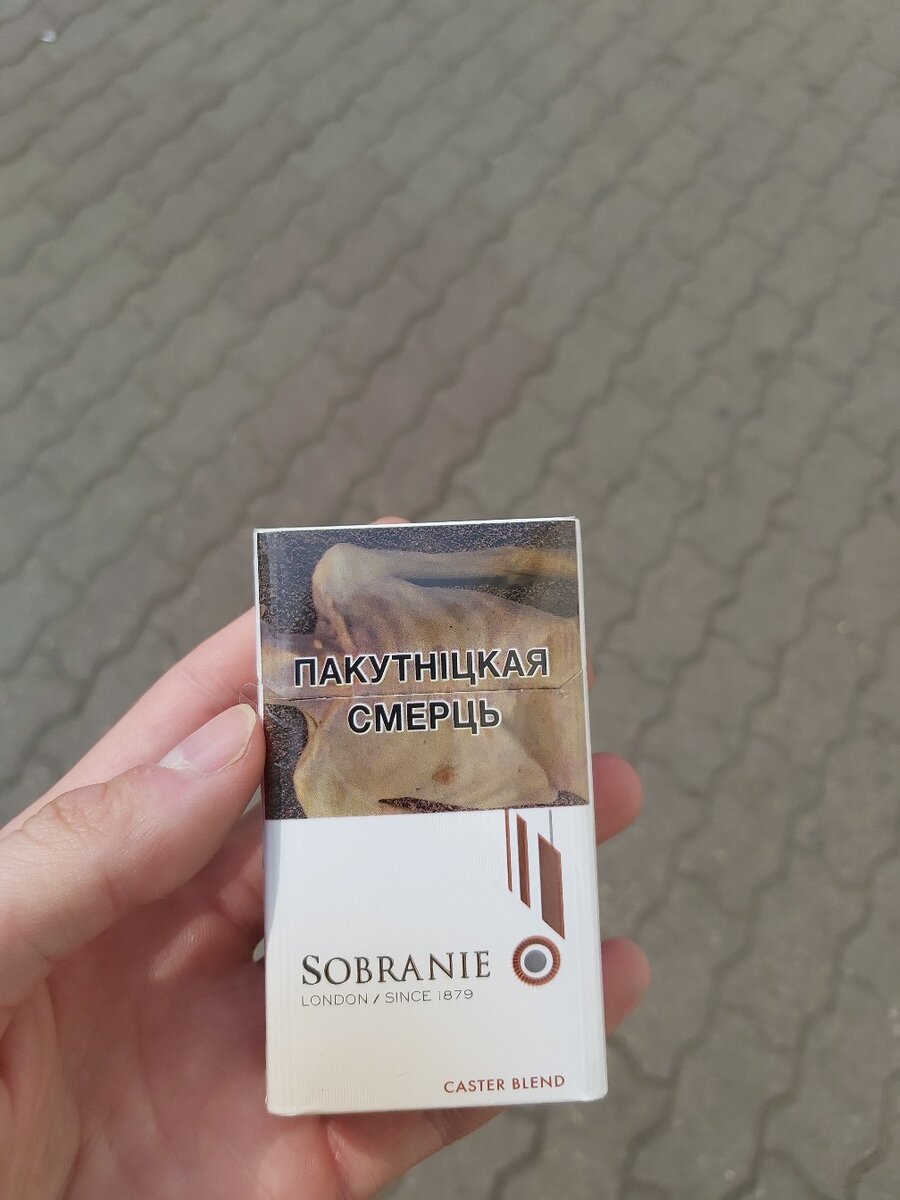 ПАКУТНІЦКАЯ
СМЕРЦЬ
SOBRANIE
LONDON / SINCE 1879
CASTER BLEND